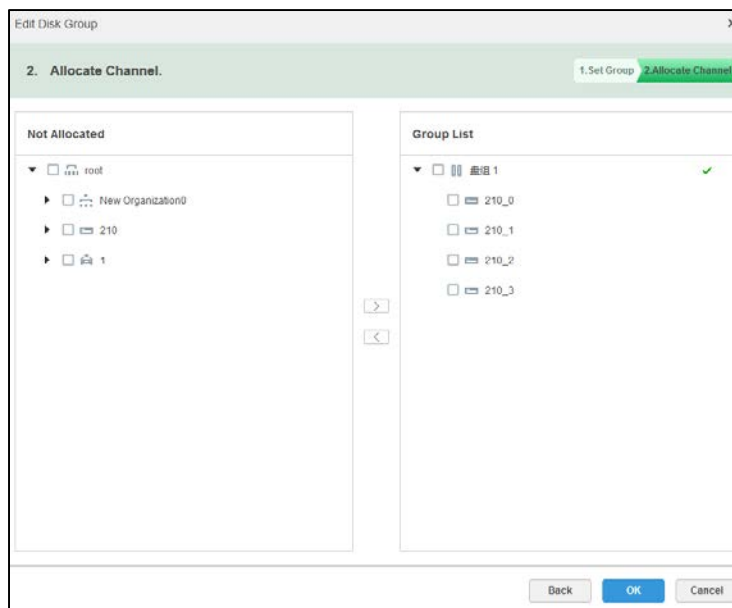 Edit Disk Group
2. Allocate Channel.
1.Set Group
2.Allocate Channel
Not Allocated
root
New Organization0
210
1
Group List
盘组 1
210_0
210_1
210_2
210_3
Back
OK
Cancel